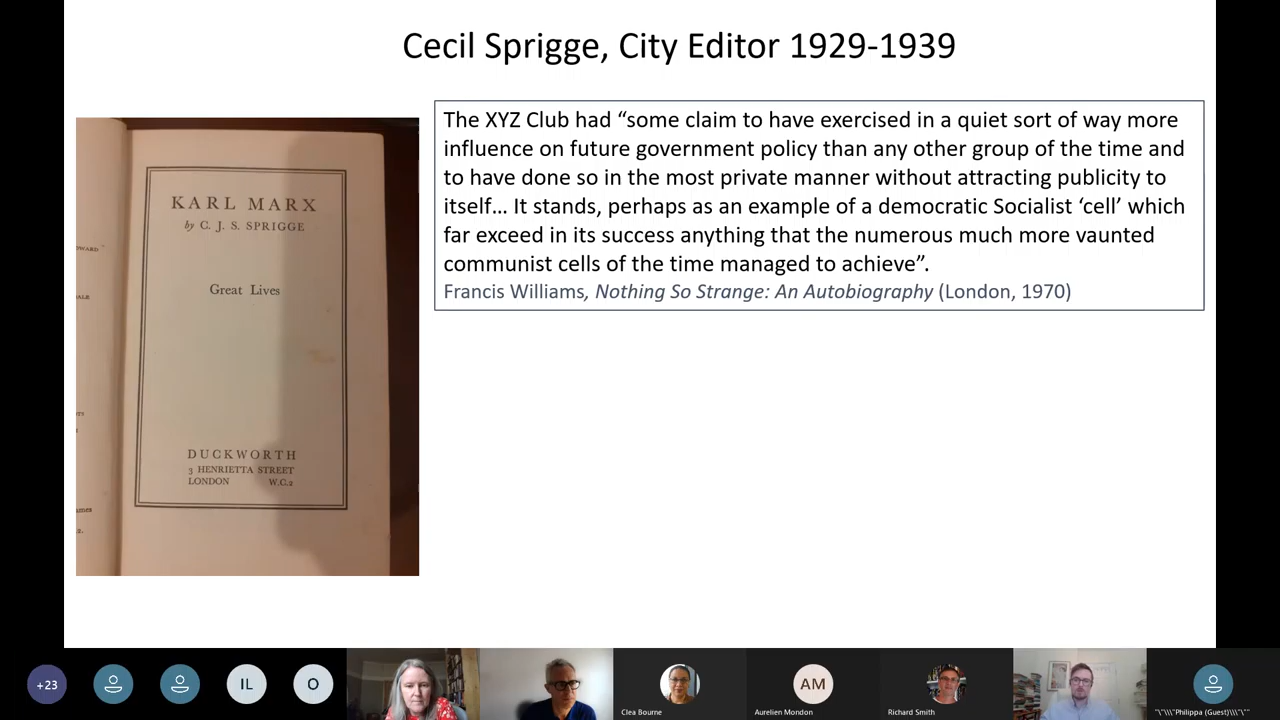 Cecil Sprigge, City Editor 1929-1939
KARL MARX
by C. J. S. SPRIGGE
Great Lives
DUCKWORTH
3 HENRIETTA STREET
LONDON W.C.2
The XYZ Club had “some claim to have exercised in a quiet sort of way more
influence on future government policy than any other group of the time and
to have done so in the most private manner without attracting publicity to
itself… It stands, perhaps as an example of a democratic Socialist ‘cell’ which
far exceed in its success anything that the numerous much more vaunted
communist cells of the time managed to achieve”.
Francis Williams, Nothing So Strange: An Autobiography (London, 1970)
+23
IL
O
Clea Bourne
AM
Aurelien Mondon
Richard Smith
"\"\\\"Philippa (Guest)\\\"\""